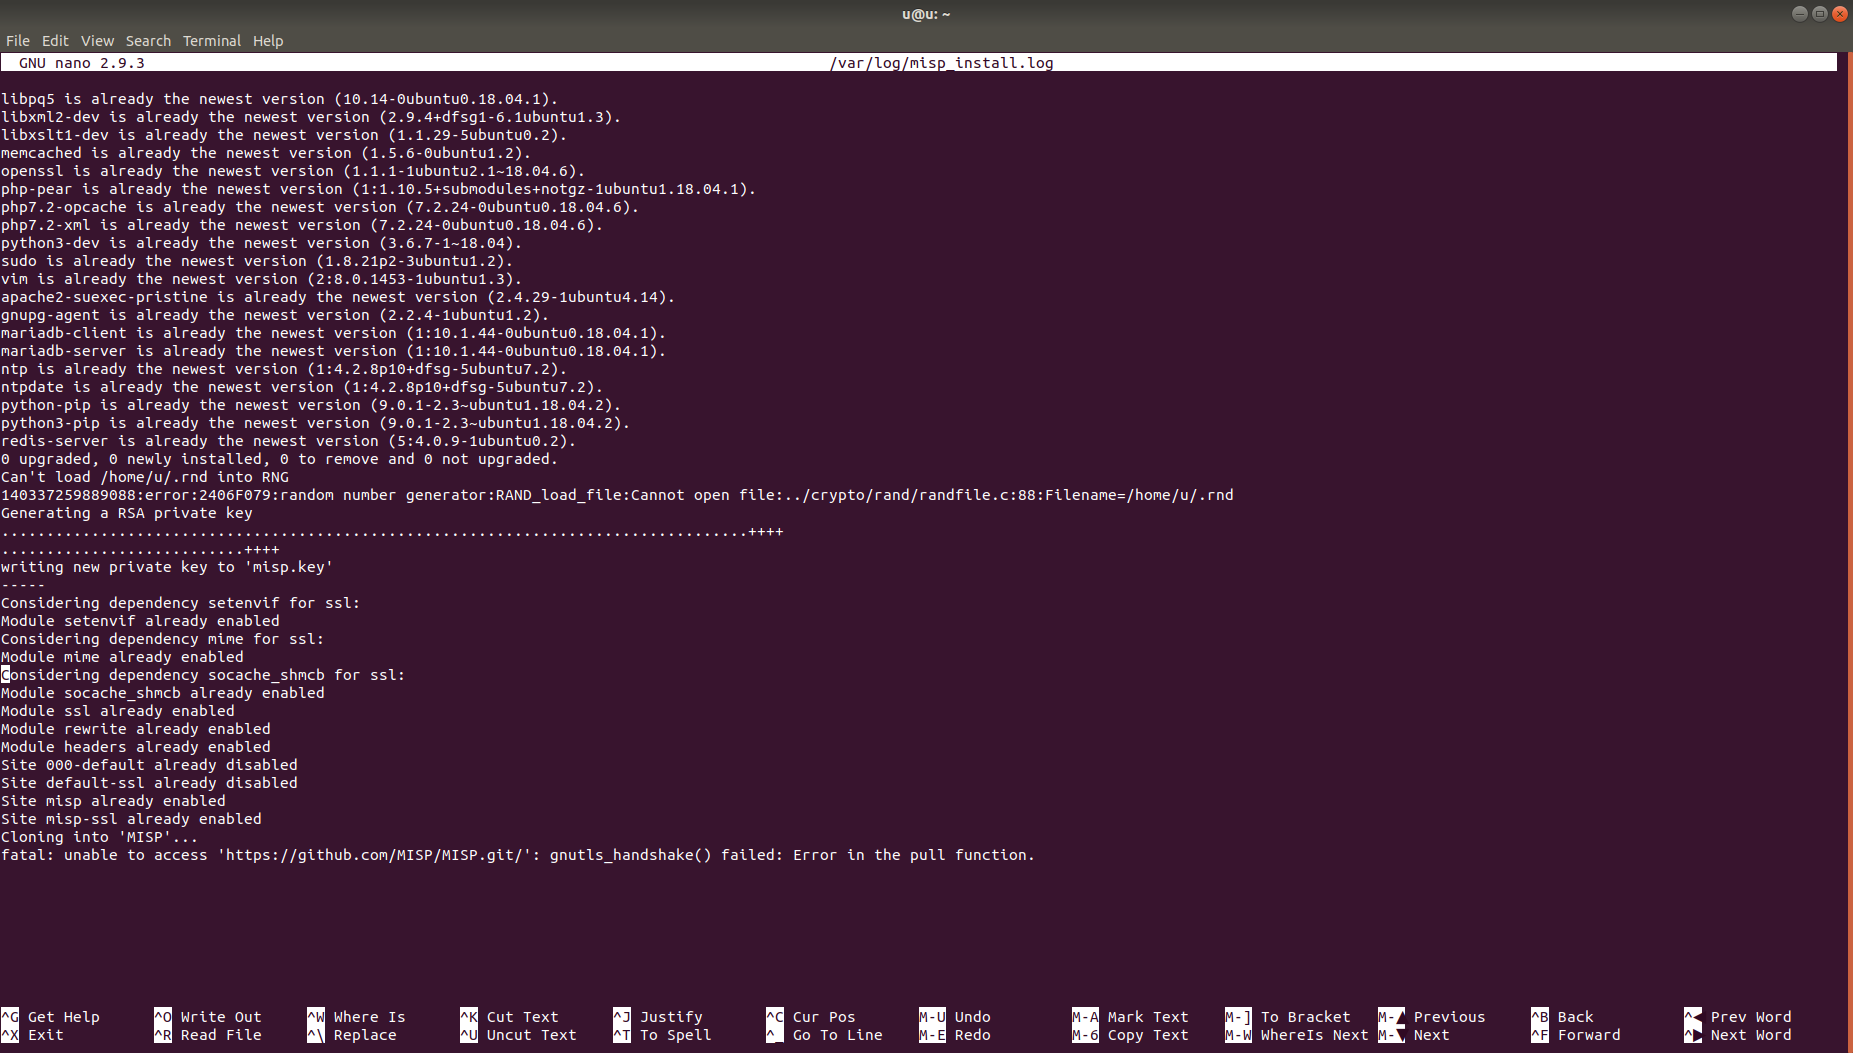 u@u: ~
File Edit View Search Terminal Help
GNU nano 2.9.3 /var/log/misp_install.log
libpq5 is already the newest version (10.14-0ubuntu0.18.04.1).
libxml2-dev is already the newest version (2.9.4+dfsg1-6.1ubuntu1.3).
libxslt1-dev is already the newest version (1.1.29-5ubuntu0.2).
memcached is already the newest version (1.5.6-0ubuntu1.2).
openssl is already the newest version (1.1.1-1ubuntu2.1~18.04.6).
php-pear is already the newest version (1:1.10.5+submodules+notgz-1ubuntu1.18.04.1).
php7.2-opcache is already the newest version (7.2.24-0ubuntu0.18.04.6).
php7.2-xml is already the newest version (7.2.24-0ubuntu0.18.04.6).
python3-dev is already the newest version (3.6.7-1~18.04).
sudo is already the newest version (1.8.21p2-3ubuntu1.2).
vim is already the newest version (2:8.0.1453-1ubuntu1.3).
apache2-suexec-pristine is already the newest version (2.4.29-1ubuntu4.14).
gnupg-agent is already the newest version (2.2.4-1ubuntu1.2).
mariadb-client is already the newest version (1:10.1.44-0ubuntu0.18.04.1).
mariadb-server is already the newest version (1:10.1.44-0ubuntu0.18.04.1).
ntp is already the newest version (1:4.2.8p10+dfsg-5ubuntu7.2).
ntpdate is already the newest version (1:4.2.8p10+dfsg-5ubuntu7.2).
python-pip is already the newest version (9.0.1-2.3~ubuntu1.18.04.2).
python3-pip is already the newest version (9.0.1-2.3~ubuntu1.18.04.2).
redis-server is already the newest version (5:4.0.9-1ubuntu0.2).
0 upgraded, 0 newly installed, 0 to remove and 0 not upgraded.
Can't load /home/u/.rnd into RNG
140337259889088:error:2406F079:random number generator:RAND_load_file:Cannot open file:../crypto/rand/randfile.c:88:Filename=/home/u/.rnd
Generating a RSA private key
...................................................................................++++
...........................++++
writing new private key to 'misp.key'
-----
Considering dependency setenvif for ssl:
Module setenvif already enabled
Considering dependency mime for ssl:
Module mime already enabled
Considering dependency socache_shmcb for ssl:
Module socache_shmcb already enabled
Module ssl already enabled
Module rewrite already enabled
Module headers already enabled
Site 000-default already disabled
Site default-ssl already disabled
Site misp already enabled
Site misp-ssl already enabled
Cloning into 'MISP'...
fatal: unable to access 'https://github.com/MISP/MISP.git/': gnutls_handshake() failed: Error in the pull function.
^G Get Help ^O Write Out ^W Where Is ^K Cut Text ^J Justify ^C Cur Pos M-U Undo M-A Mark Text M-] To Bracket M-▲ Previous ^B Back ^◀ Prev Word
^X Exit ^R Read File ^\ Replace ^U Uncut Text ^T To Spell ^_ Go To Line M-E Redo M-6 Copy Text M-W WhereIs Next M-▼ Next ^F Forward ^▶ Next Word